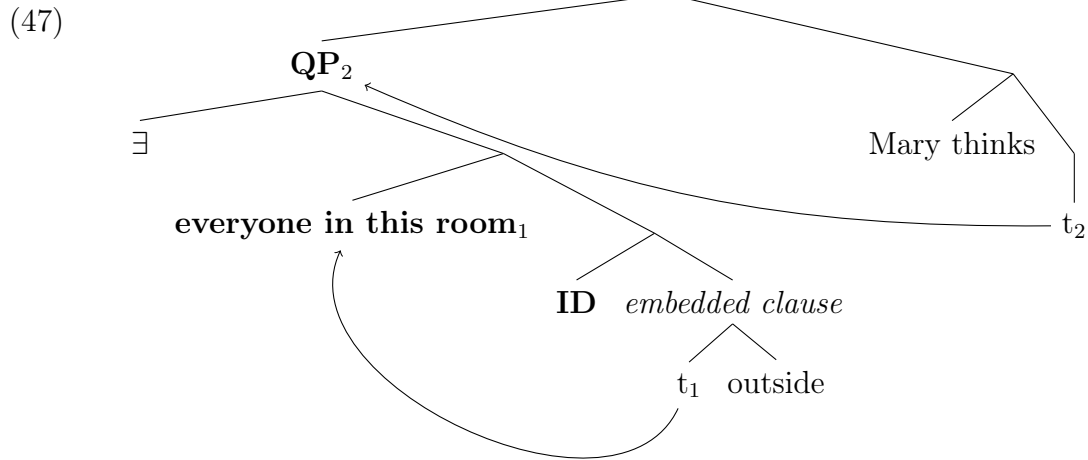 (47)
QP₂
∃
Mary thinks
everyone in this room₁
t₂
ID embedded clause
t₁ outside